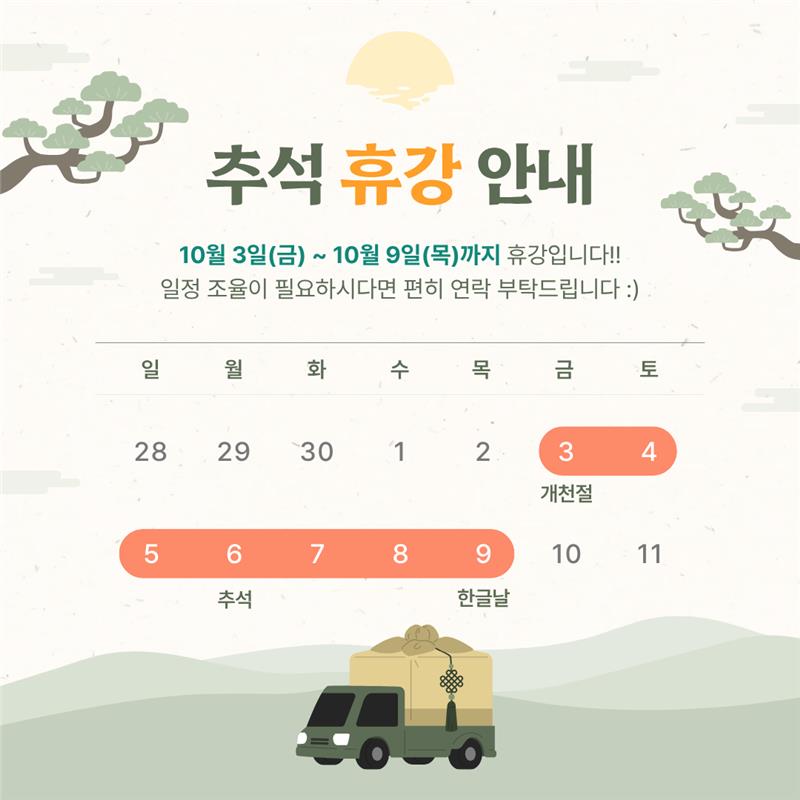 추석 휴강 안내
10월 3일(금) ~ 10월 9일(목)까지 휴강입니다!!
일정 조율이 필요하시다면 편히 연락 부탁드립니다 :)
일 월 화 수 목 금 토
28 29 30 1 2 3 4
개천절
5 6 7 8 9 10 11
추석 한글날